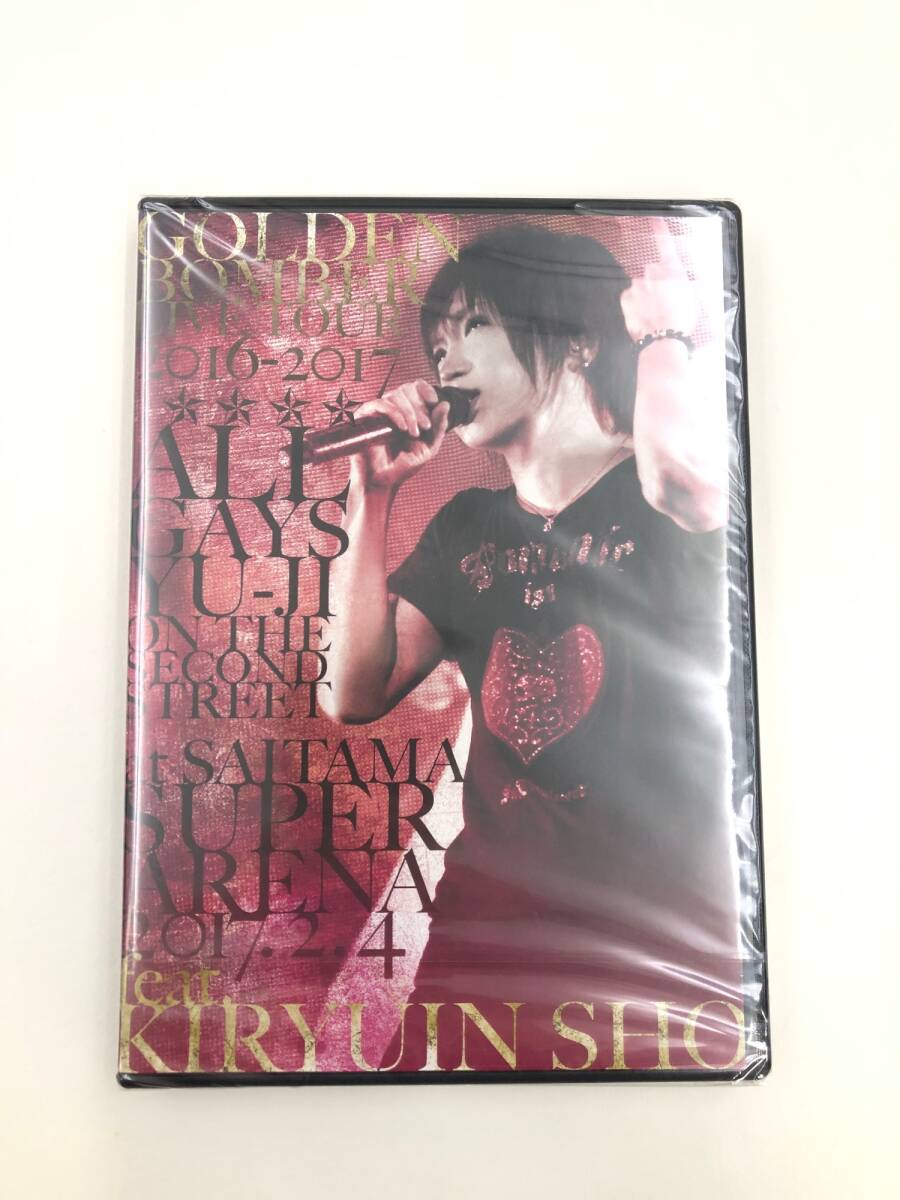 GOLDEN
BOMBER
LIVE TOUR
2016-2017
★★★★
ALL
GAYS
YU-JI
ON THE
SECOND
STREET
at SAITAMA
SUPER
ARENA
2017.2.4
feat.
KIRYUIN SHO